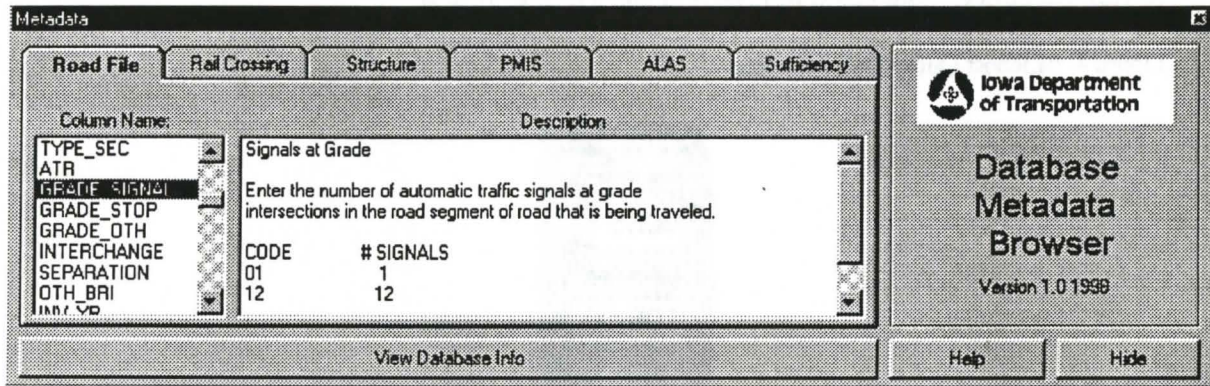 Metadata
Road File Rail Crossing Structure PMIS ALAS Sufficiency
Column Name:
TYPE_SEC
ATR
GRADE_SIGNAL
GRADE_STOP
GRADE_OTH
INTERCHANGE
SEPARATION
OTH_BRI
INV_YR
Description
Signals at Grade
Enter the number of automatic traffic signals at grade
intersections in the road segment of road that is being traveled.
CODE # SIGNALS
01 1
12 12
View Database Info
Iowa Department
of Transportation
Database
Metadata
Browser
Version 1.0 1998
Help Hide